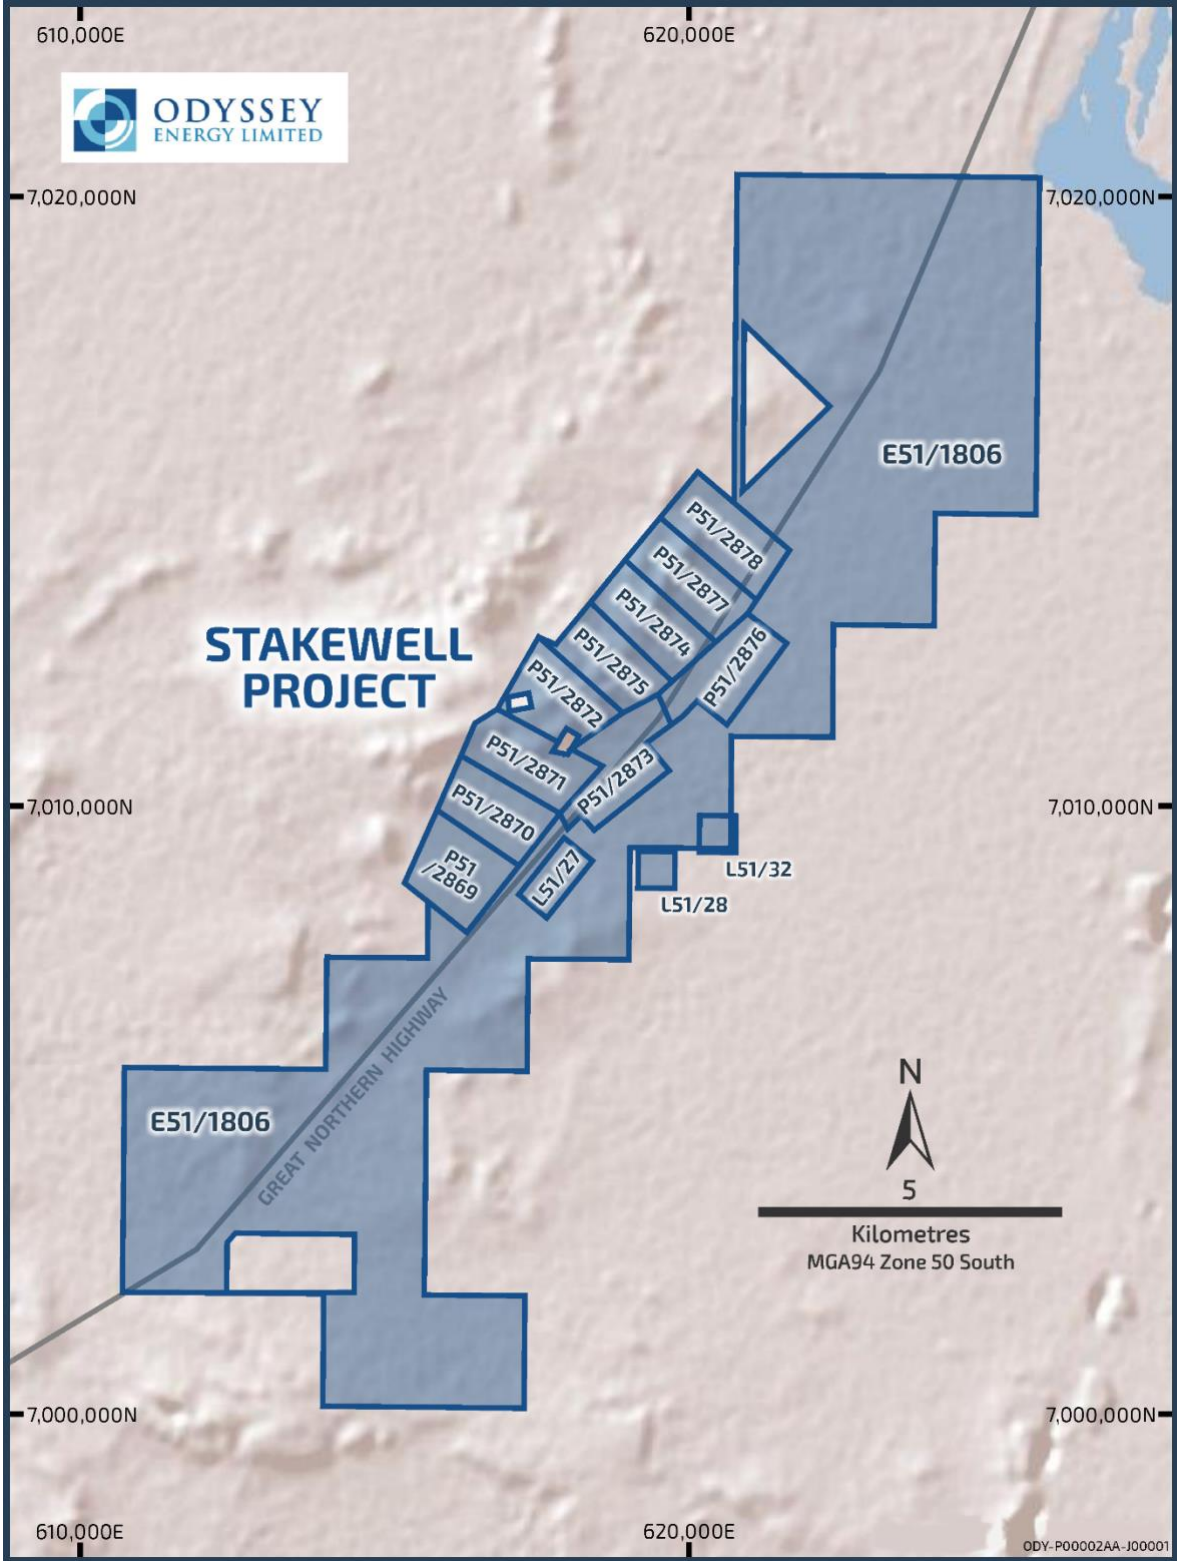 610,000E
620,000E
ODYSSEY
ENERGY LIMITED
7,020,000N
7,020,000N
E51/1806
P51/2878
P51/2877
P51/2874
P51/2876
STAKEWELL
PROJECT
P51/2875
P51/2872
P51/2871
P51/2873
7,010,000N
7,010,000N
P51/2870
P51
/2869
L51/27
L51/32
L51/28
GREAT NORTHERN HIGHWAY
E51/1806
N
5
Kilometres
MGA94 Zone 50 South
7,000,000N
7,000,000N
610,000E
620,000E
ODY-P00002AA-J00001